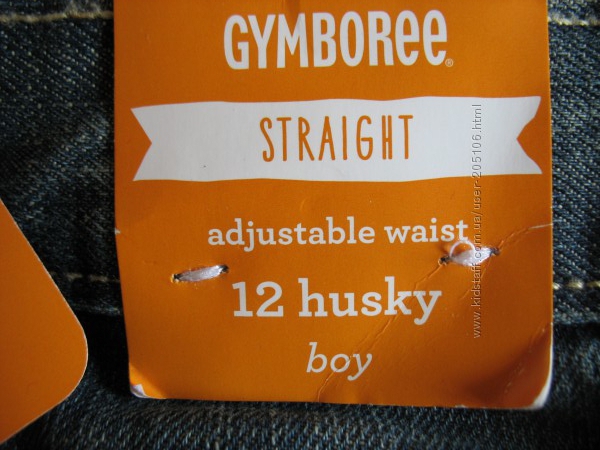 GYMBOREE®
STRAIGHT
adjustable waist
12 husky
boy
www.kidstaff.com.ua/user-205106.html